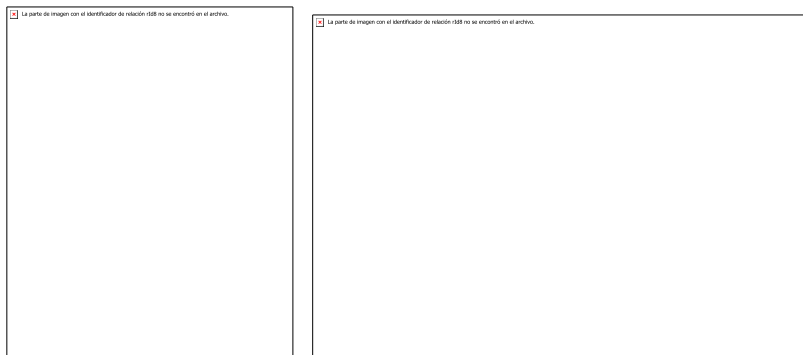 La parte de imagen con el identificador de relación rId8 no se encontró en el archivo.
La parte de imagen con el identificador de relación rId8 no se encontró en el archivo.